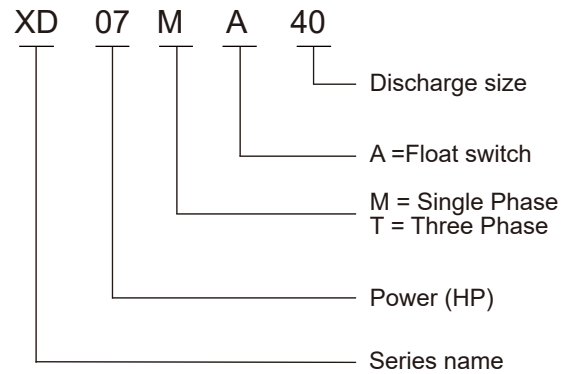 XD 07 M A 40
Discharge size
A =Float switch
M = Single Phase
T = Three Phase
Power (HP)
Series name